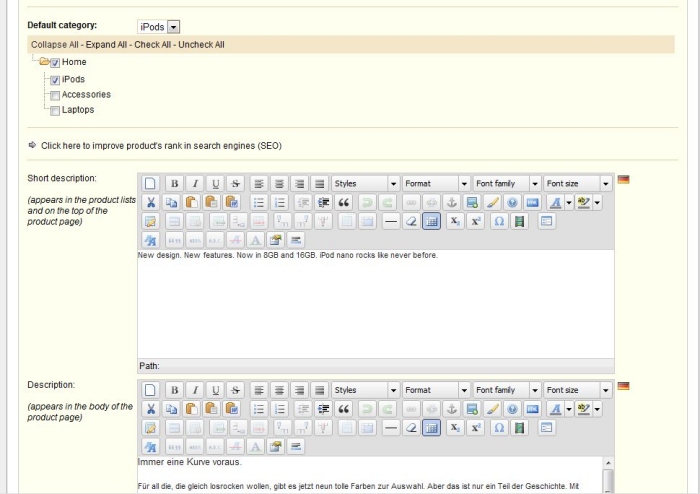 Default category: iPods
Collapse All - Expand All - Check All - Uncheck All
Home
iPods
Accessories
Laptops
Click here to improve product's rank in search engines (SEO)
Short description:
(appears in the product lists
and on the top of the
product page)
B I U S Styles Format Font family Font size
New design. New features. Now in 8GB and 16GB. iPod nano rocks like never before.
Path:
Description:
(appears in the body of the
product page)
B I U S Styles Format Font family Font size
Immer eine Kurve voraus.
Für all die, die gleich losrocken wollen, gibt es jetzt neun tolle Farben zur Auswahl. Aber das ist nur ein Teil der Geschichte. Mit